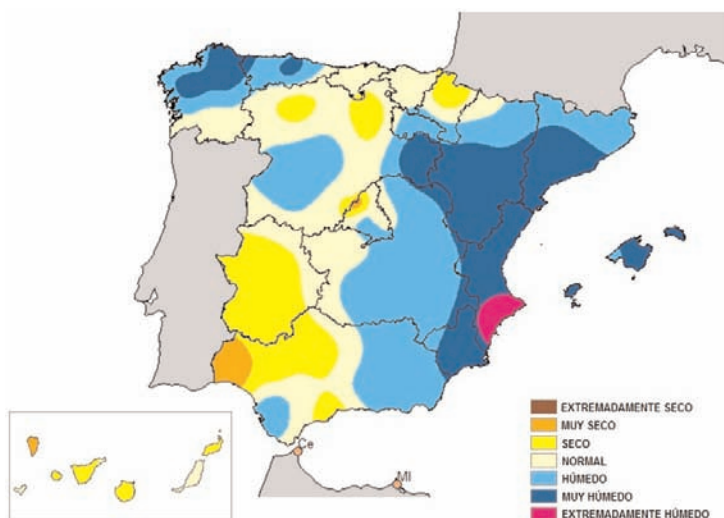 EXTREMADAMENTE SECO
MUY SECO
SECO
NORMAL
HÚMEDO
MUY HÚMEDO
EXTREMADAMENTE HÚMEDO
Ce
Ml